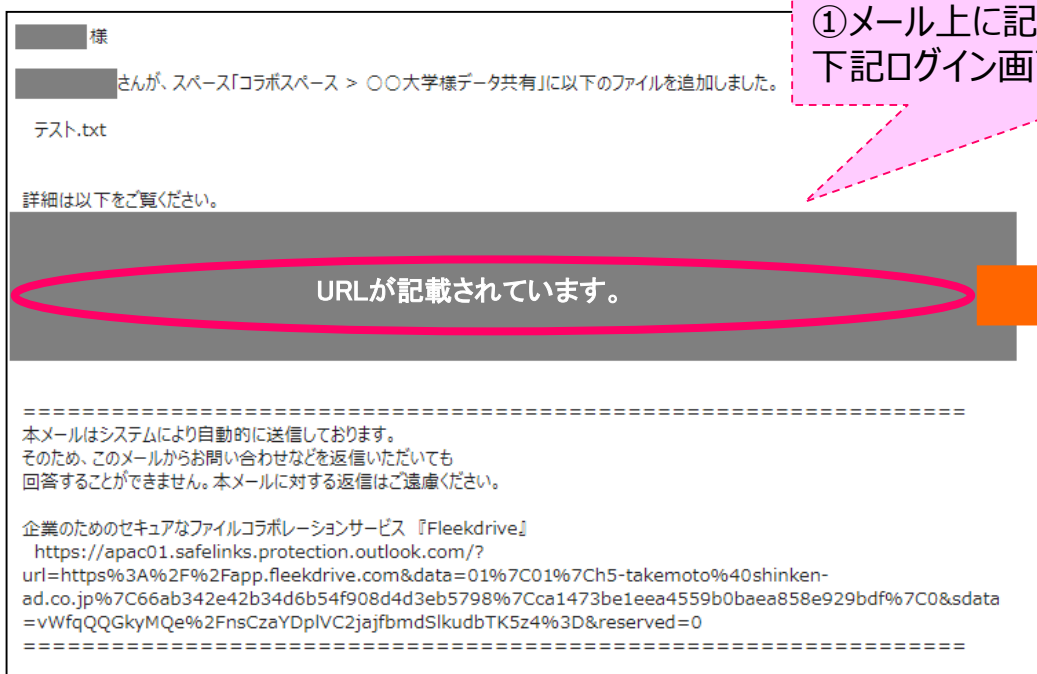 ①メール上に記
下記ログイン画
様
さんが、スペース「コラボスペース > 〇〇大学様データ共有」に以下のファイルを追加しました。
テスト.txt
詳細は以下をご覧ください。
URLが記載されています。
=================================================================
本メールはシステムにより自動的に送信しております。
そのため、このメールからお問い合わせなどを返信いただいても
回答することができません。本メールに対する返信はご遠慮ください。
企業のためのセキュアなファイルコラボレーションサービス 『Fleekdrive』
https://apac01.safelinks.protection.outlook.com/?
url=https%3A%2F%2Fapp.fleekdrive.com&data=01%7C01%7Ch5-takemoto%40shinken-
ad.co.jp%7C66ab342e42b34d6b54f908d4d3eb5798%7Cca1473be1eea4559b0baea858e929bdf%7C0&sdata
=vWfqQQGkyMQe%2FnsCzaYDplVC2jajfbmdSlkudbTK5z4%3D&reserved=0
=================================================================